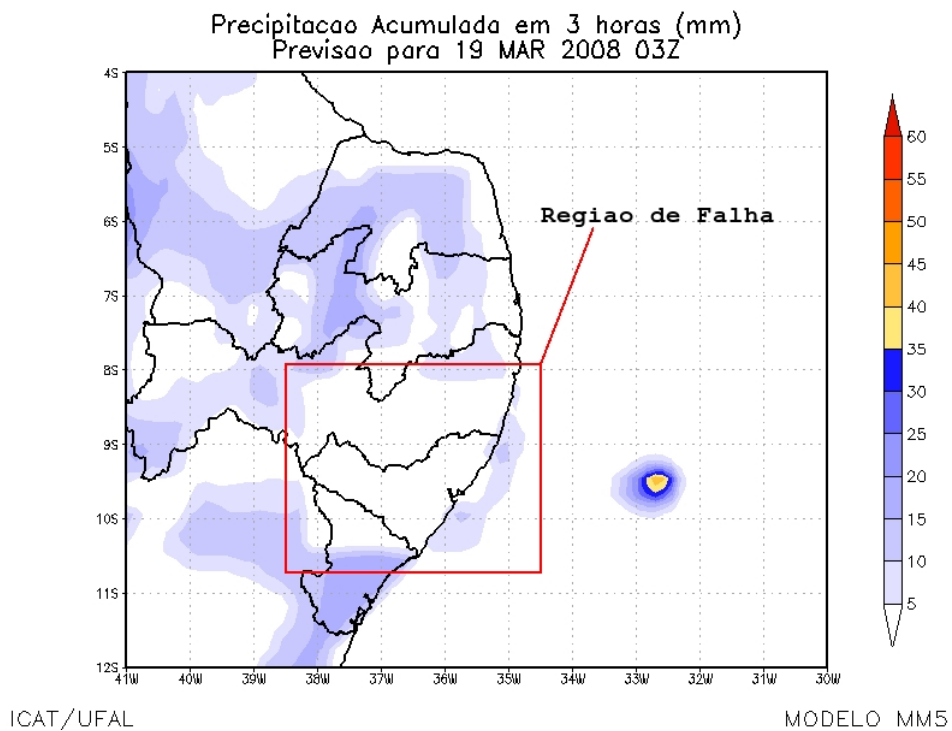 Precipitacao Acumulada em 3 horas (mm)
Previsao para 19 MAR 2008 03Z
4S
5S
6S
7S
8S
9S
10S
11S
12S
Regiao de Falha
60
55
50
45
40
35
30
25
20
15
10
5
41W 40W 39W 38W 37W 36W 35W 34W 33W 32W 31W 30W
ICAT/UFAL MODELO MM5